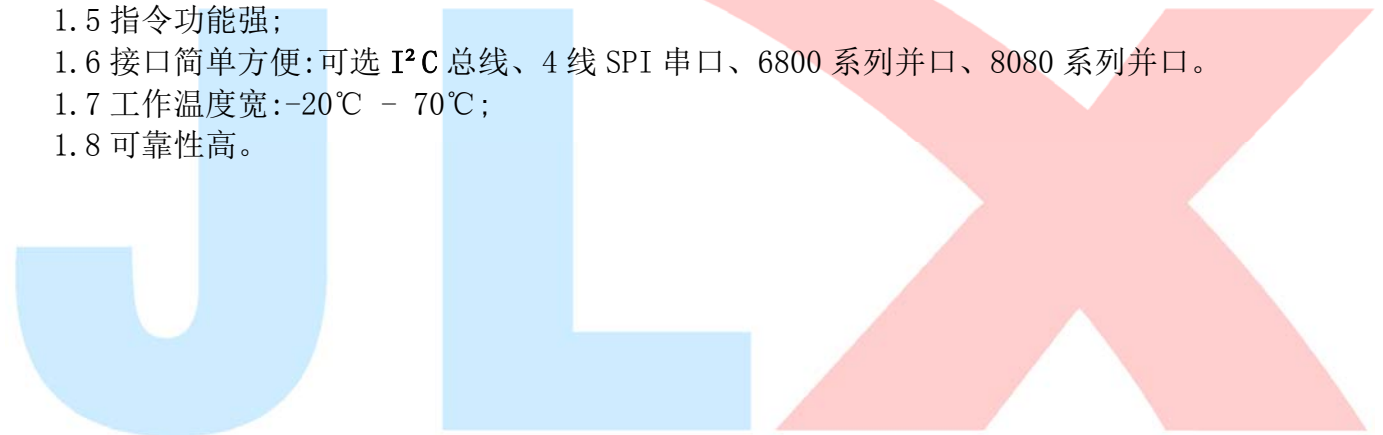 1.5 指令功能强;
1.6 接口简单方便:可选 I²C 总线、4 线 SPI 串口、6800 系列并口、8080 系列并口。
1.7 工作温度宽:-20℃ - 70℃;
1.8 可靠性高。
JLX